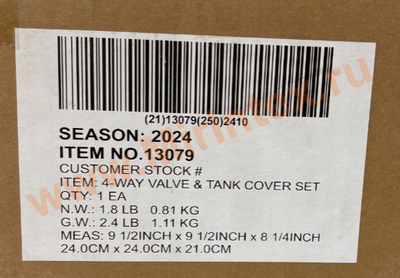 (21)13079(250)2410
SEASON: 2024
ITEM NO.13079
CUSTOMER STOCK #
ITEM: 4-WAY VALVE & TANK COVER SET
QTY: 1 EA
N.W.: 1.8 LB 0.81 KG
G.W.: 2.4 LB 1.11 KG
MEAS: 9 1/2INCH x 9 1/2INCH x 8 1/4INCH
24.0CM x 24.0CM x 21.0CM